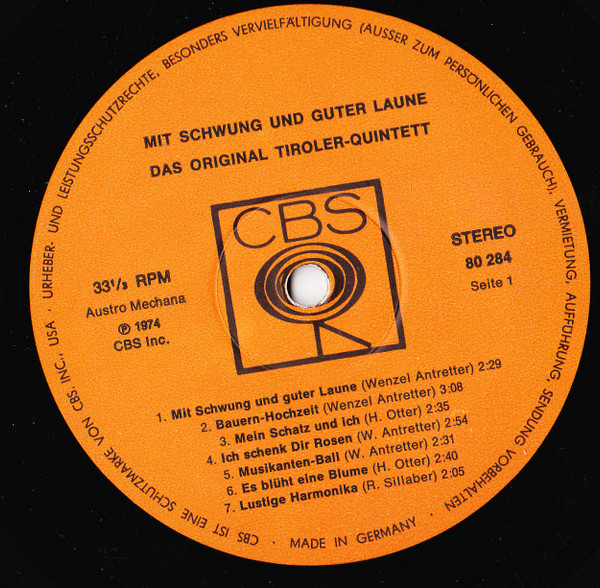 URHEBER- UND LEISTUNGSSCHUTZRECHTE, BESONDERS VERVIELFÄLTIGUNG (AUSSER ZUM PERSÖNLICHEN GEBRAUCH), VERMIETUNG, AUFFÜHRUNG, SENDUNG VORBEHALTEN
MIT SCHWUNG UND GUTER LAUNE
DAS ORIGINAL TIROLER-QUINTETT
CBS
33⅓ RPM
Austro Mechana
℗ 1974
CBS Inc.
STEREO
80 284
Seite 1
1. Mit Schwung und guter Laune (Wenzel Antretter) 2:29
2. Bauern-Hochzeit (Wenzel Antretter) 3:08
3. Mein Schatz und ich (H. Otter) 2:35
4. Ich schenk Dir Rosen (W. Antretter) 2:54
5. Musikanten-Ball (W. Antretter) 2:31
6. Es blüht eine Blume (H. Otter) 2:40
7. Lustige Harmonika (R. Sillaber) 2:05
· MADE IN GERMANY ·
CBS IST EINE SCHUTZMARKE VON CBS, INC., USA ·